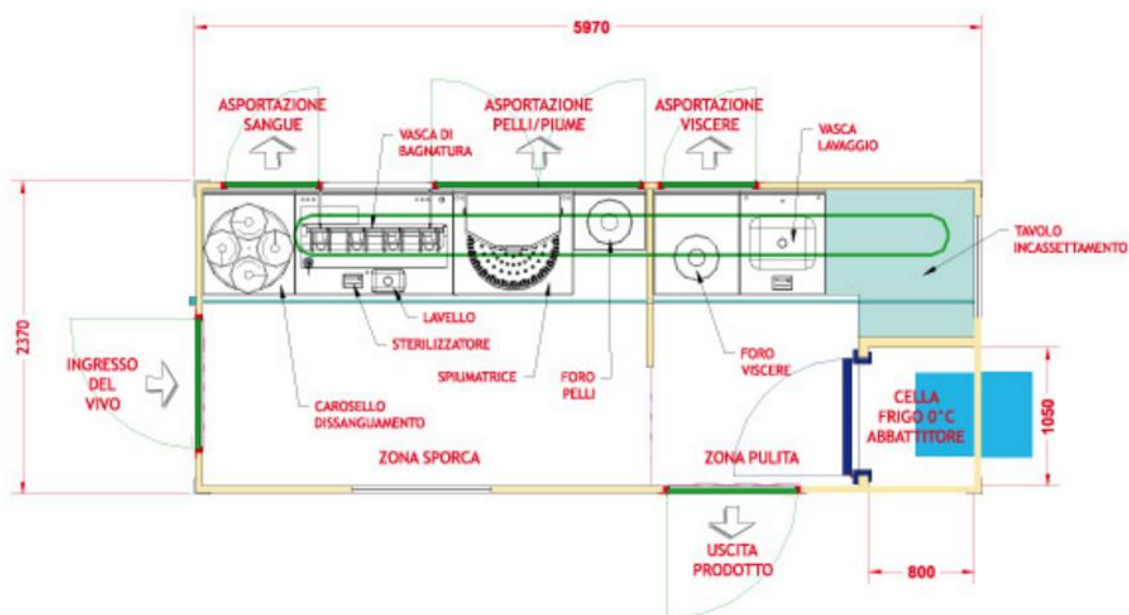 5970
ASPORTAZIONE
SANGUE
ASPORTAZIONE
PELLI/PIUME
ASPORTAZIONE
VISCERE
VASCA DI
BAGNATURA
VASCA
LAVAGGIO
TAVOLO
INCASSETTAMENTO
2370
INGRESSO
DEL
VIVO
LAVELLO
STERILIZZATORE
SPIUMATRICE
FORO
PELLI
FORO
VISCERE
CAROSELLO
DISSANGUAMENTO
CELLA
FRIGO 0°C
ABBATTITORE
1050
ZONA SPORCA
ZONA PULITA
USCITA
PRODOTTO
800